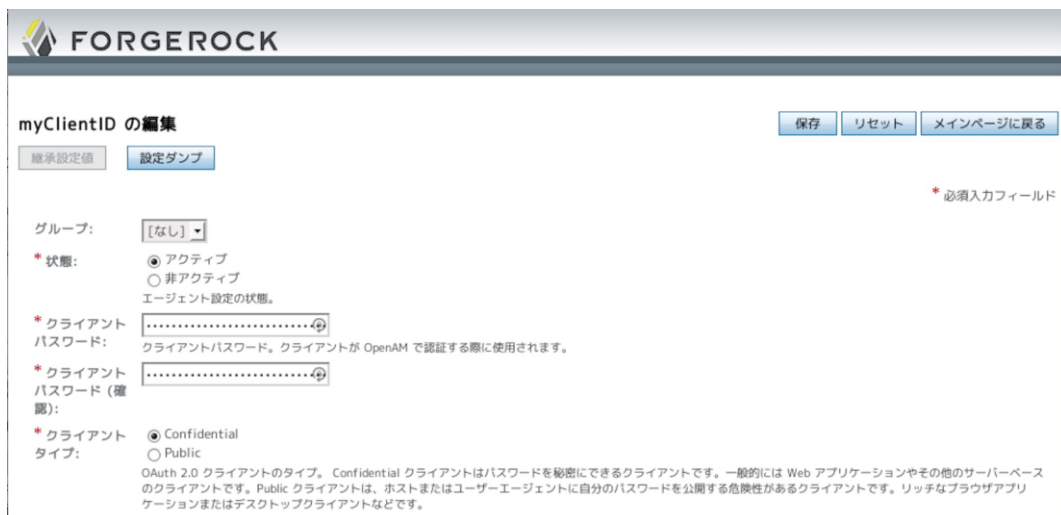 FORGEROCK
myClientID の編集
保存 リセット メインページに戻る
継承設定値 設定ダンプ
* 必須入力フィールド
グループ: [なし]
* 状態: アクティブ
非アクティブ
エージェント設定の状態。
* クライアント
パスワード:
クライアントパスワード。クライアントが OpenAM で認証する際に使用されます。
* クライアント
パスワード (確
認):
* クライアント Confidential
タイプ: Public
OAuth 2.0 クライアントのタイプ。 Confidential クライアントはパスワードを秘密にできるクライアントです。一般的には Web アプリケーションやその他のサーバーベース
のクライアントです。Public クライアントは、ホストまたはユーザーエージェントに自分のパスワードを公開する危険性があるクライアントです。リッチなブラウザアプリ
ケーションまたはデスクトップクライアントなどです。